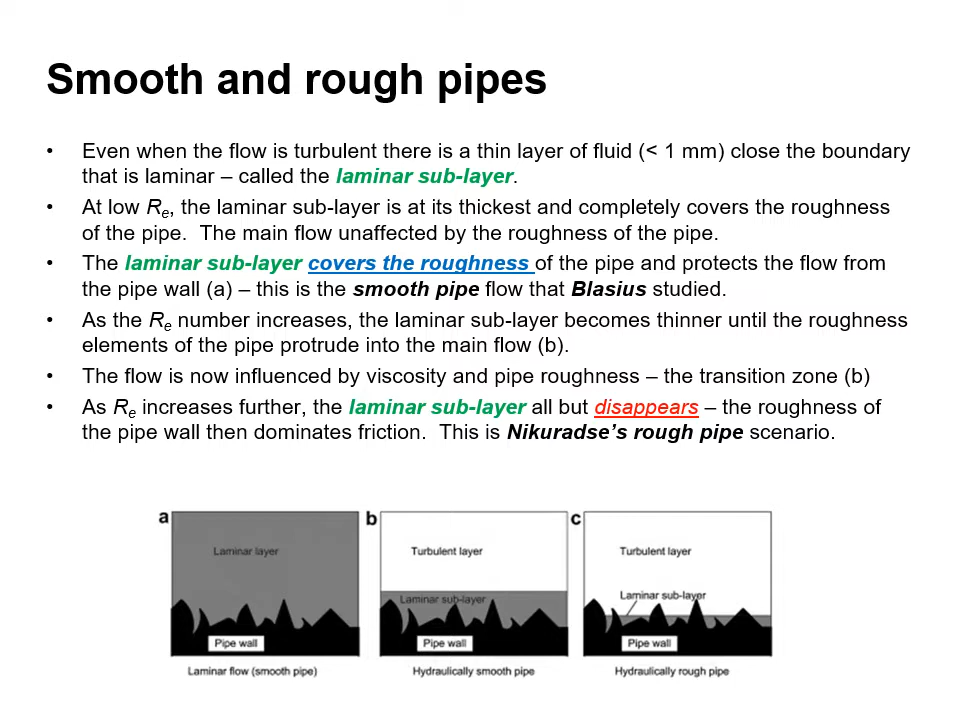 Smooth and rough pipes
• Even when the flow is turbulent there is a thin layer of fluid (< 1 mm) close the boundary
that is laminar – called the laminar sub-layer.
• At low Re, the laminar sub-layer is at its thickest and completely covers the roughness
of the pipe. The main flow unaffected by the roughness of the pipe.
• The laminar sub-layer covers the roughness of the pipe and protects the flow from
the pipe wall (a) – this is the smooth pipe flow that Blasius studied.
• As the Re number increases, the laminar sub-layer becomes thinner until the roughness
elements of the pipe protrude into the main flow (b).
• The flow is now influenced by viscosity and pipe roughness – the transition zone (b)
• As Re increases further, the laminar sub-layer all but disappears – the roughness of
the pipe wall then dominates friction. This is Nikuradse’s rough pipe scenario.
a
Laminar layer
Pipe wall
Laminar flow (smooth pipe)
b
Turbulent layer
Laminar sub-layer
Pipe wall
Hydraulically smooth pipe
c
Turbulent layer
Laminar sub-layer
Pipe wall
Hydraulically rough pipe